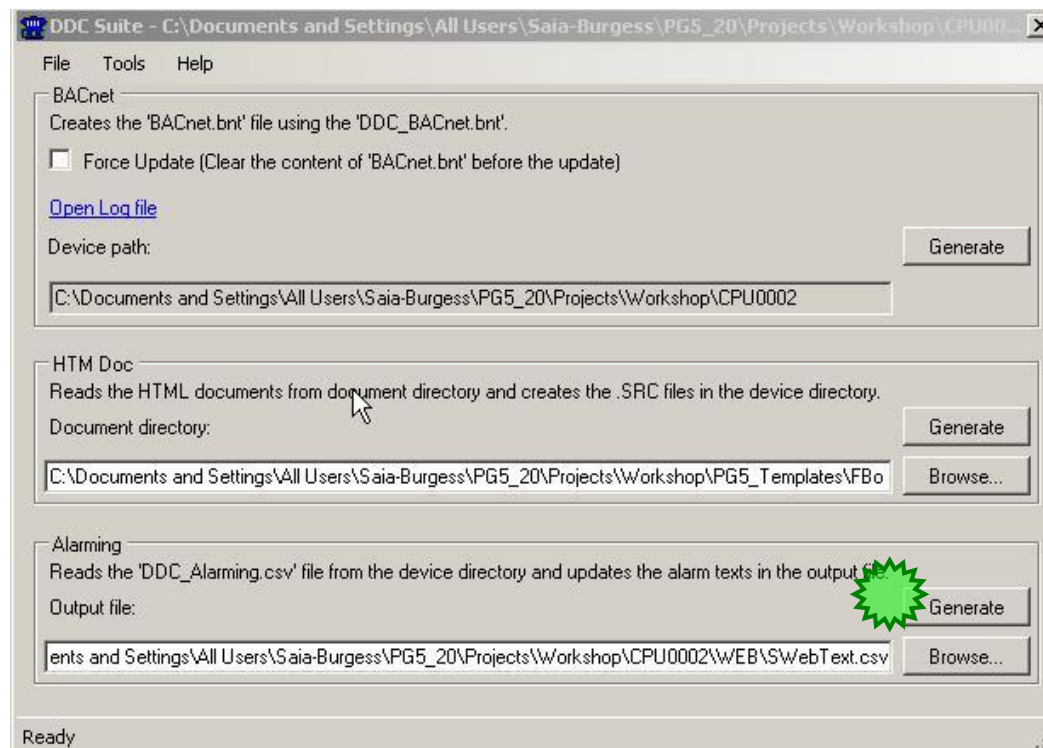 DDC Suite - C:\Documents and Settings\All Users\Saia-Burgess\PG5_20\Projects\Workshop\CPU00...
File Tools Help
BACnet
Creates the 'BACnet.bnt' file using the 'DDC_BACnet.bnt'.
Force Update (Clear the content of 'BACnet.bnt' before the update)
Open Log file
Device path:
Generate
C:\Documents and Settings\All Users\Saia-Burgess\PG5_20\Projects\Workshop\CPU0002
HTM Doc
Reads the HTML documents from document directory and creates the .SRC files in the device directory.
Document directory:
Generate
C:\Documents and Settings\All Users\Saia-Burgess\PG5_20\Projects\Workshop\PG5_Templates\FBo
Browse...
Alarming
Reads the 'DDC_Alarming.csv' file from the device directory and updates the alarm texts in the output file.
Output file:
Generate
ents and Settings\All Users\Saia-Burgess\PG5_20\Projects\Workshop\CPU0002\WEB\SWebText.csv
Browse...
Ready